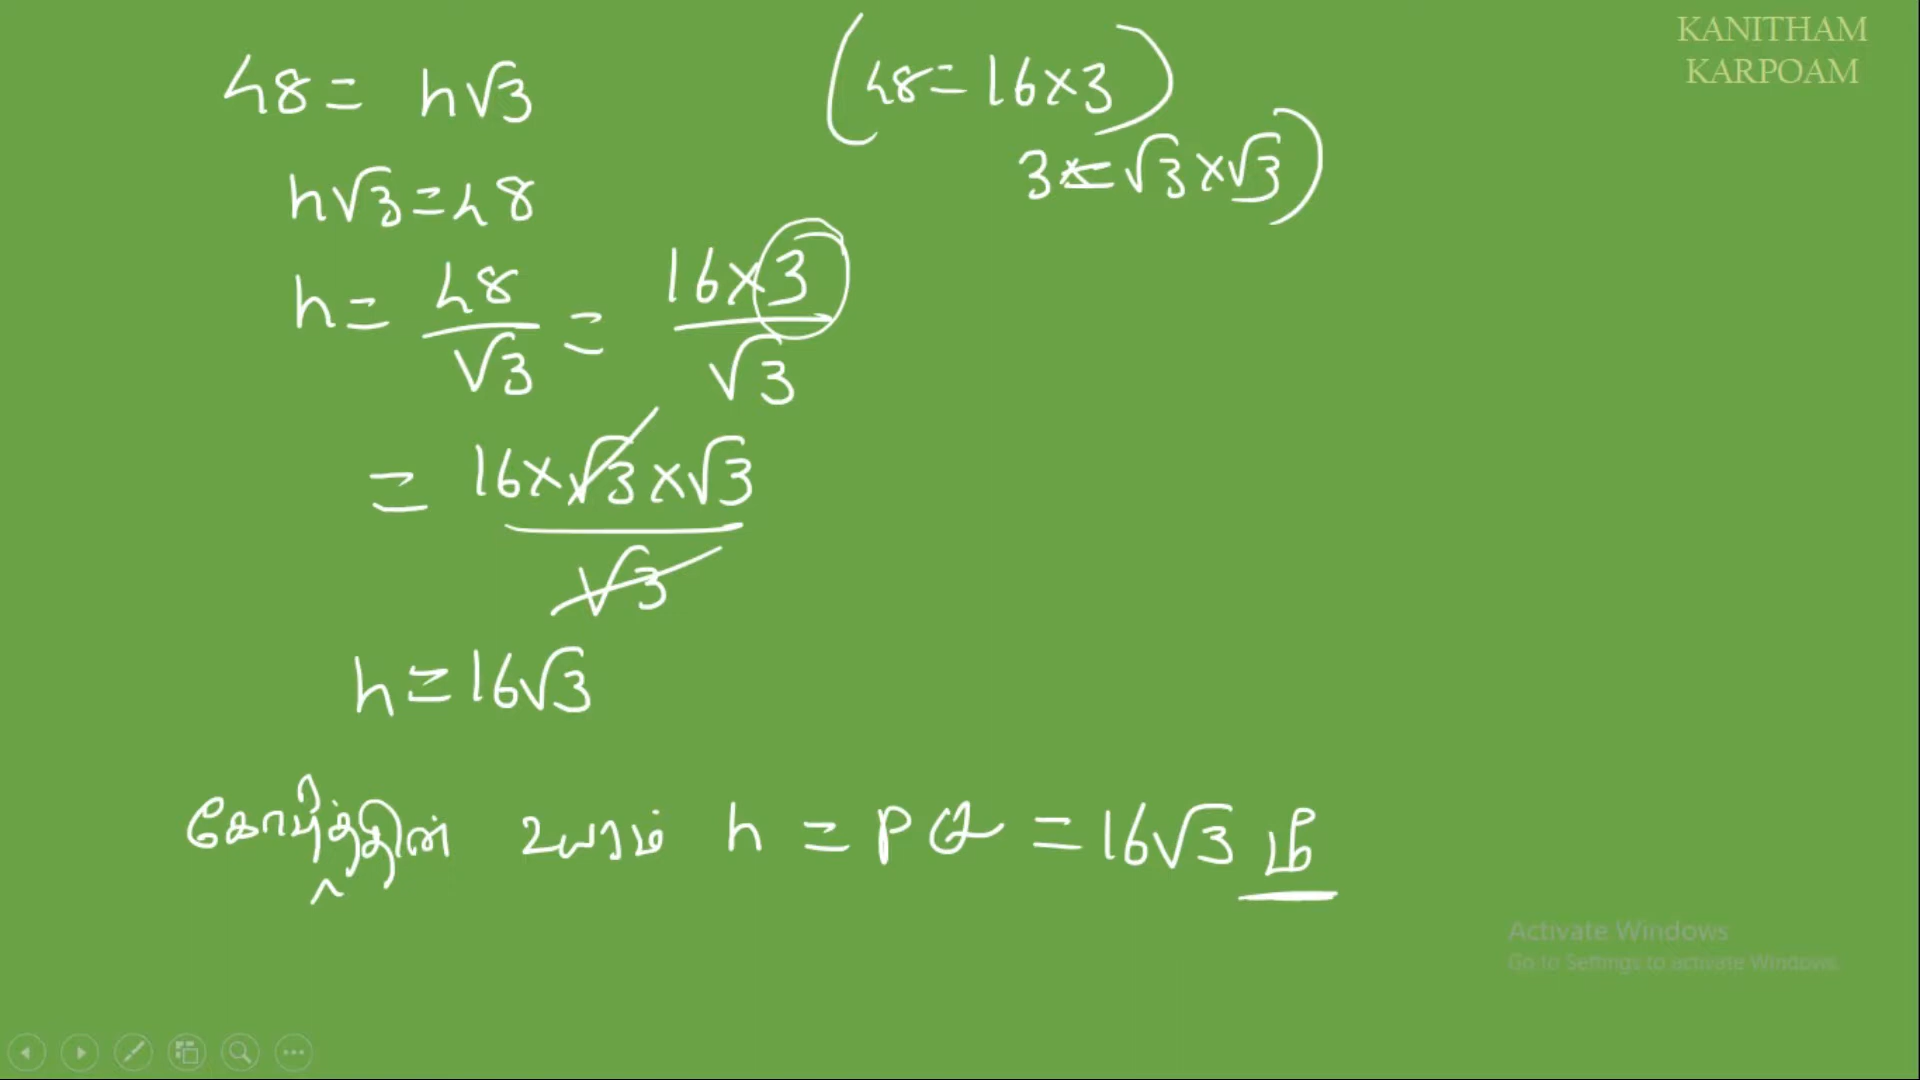 KANITHAM
KARPOAM
48 = h√3
(48 = 16×3)
3 = √3 × √3)
h√3 = 48
h = 48/√3 = 16×3/√3
= 16×√3×√3/√3
h = 16√3
கோபுரத்தின் உயரம் h = PQ = 16√3 மீ
Activate Windows
Go to Settings to activate Windows.